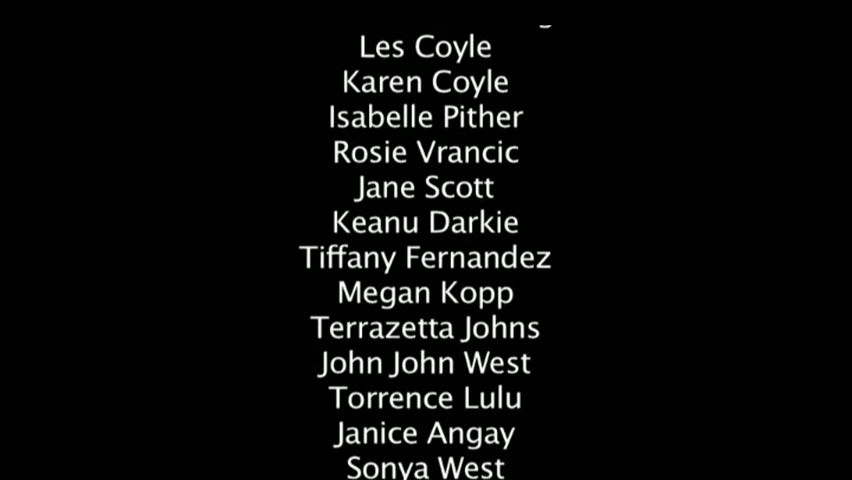 Les Coyle
Karen Coyle
Isabelle Pither
Rosie Vrancic
Jane Scott
Keanu Darkie
Tiffany Fernandez
Megan Kopp
Terrazetta Johns
John John West
Torrence Lulu
Janice Angay
Sonya West